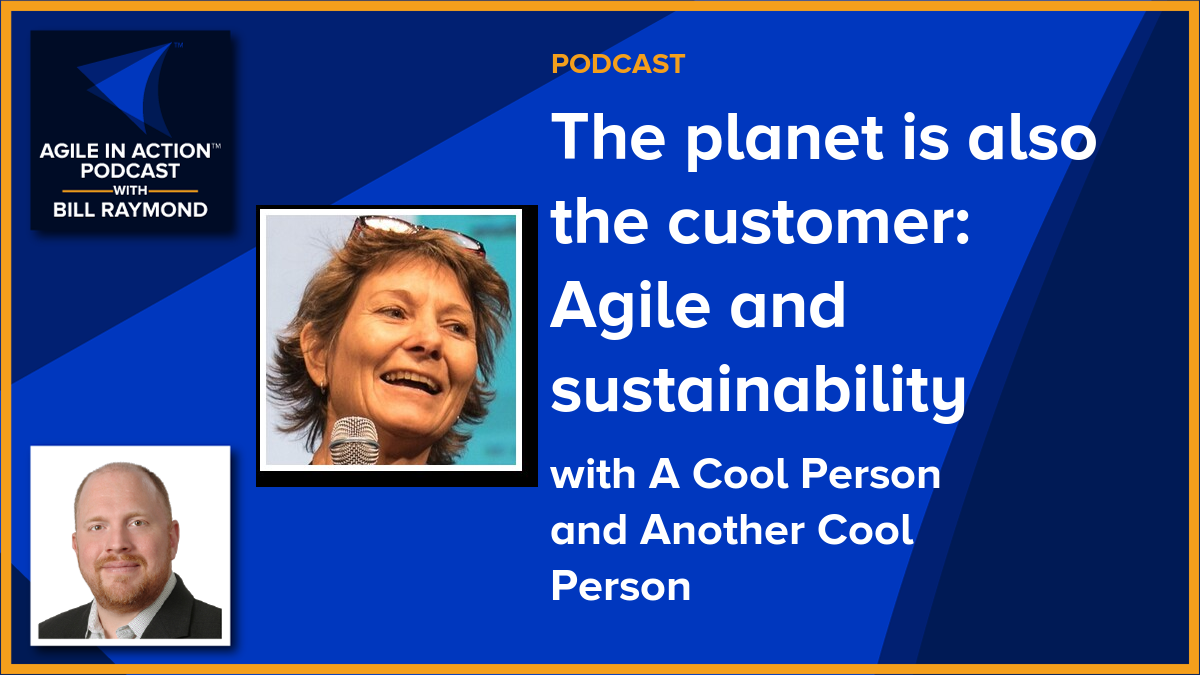 TM
AGILE IN ACTION™
PODCAST
WITH
BILL RAYMOND
PODCAST
The planet is also
the customer:
Agile and
sustainability
with A Cool Person
and Another Cool
Person